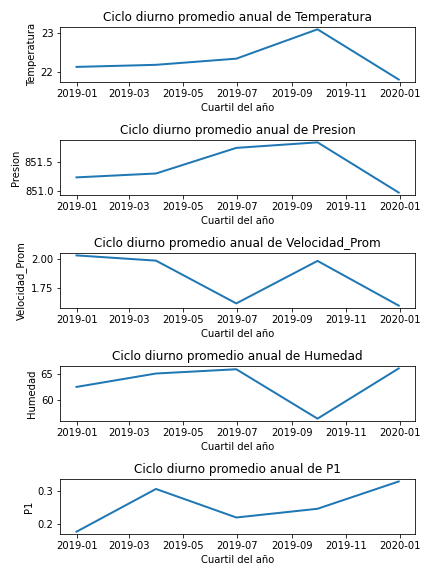 Ciclo diurno promedio anual de Temperatura
Temperatura
23
22
2019-01 2019-03 2019-05 2019-07 2019-09 2019-11 2020-01
Cuartil del año
Ciclo diurno promedio anual de Presion
Presion
851.5
851.0
2019-01 2019-03 2019-05 2019-07 2019-09 2019-11 2020-01
Cuartil del año
Ciclo diurno promedio anual de Velocidad_Prom
Velocidad_Prom
2.00
1.75
2019-01 2019-03 2019-05 2019-07 2019-09 2019-11 2020-01
Cuartil del año
Ciclo diurno promedio anual de Humedad
Humedad
65
60
2019-01 2019-03 2019-05 2019-07 2019-09 2019-11 2020-01
Cuartil del año
Ciclo diurno promedio anual de P1
P1
0.3
0.2
2019-01 2019-03 2019-05 2019-07 2019-09 2019-11 2020-01
Cuartil del año